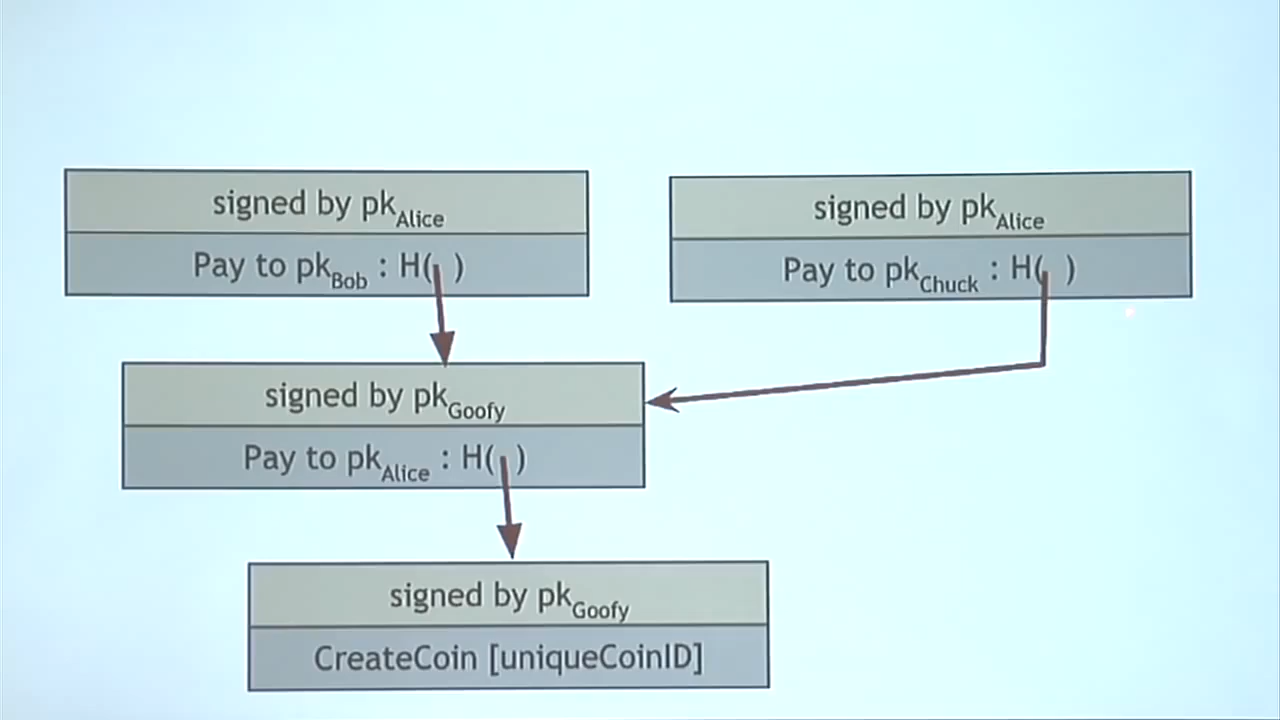 signed by pkAlice
Pay to pkBob : H( )
signed by pkAlice
Pay to pkChuck : H( )
signed by pkGoofy
Pay to pkAlice : H( )
signed by pkGoofy
CreateCoin [uniqueCoinID]